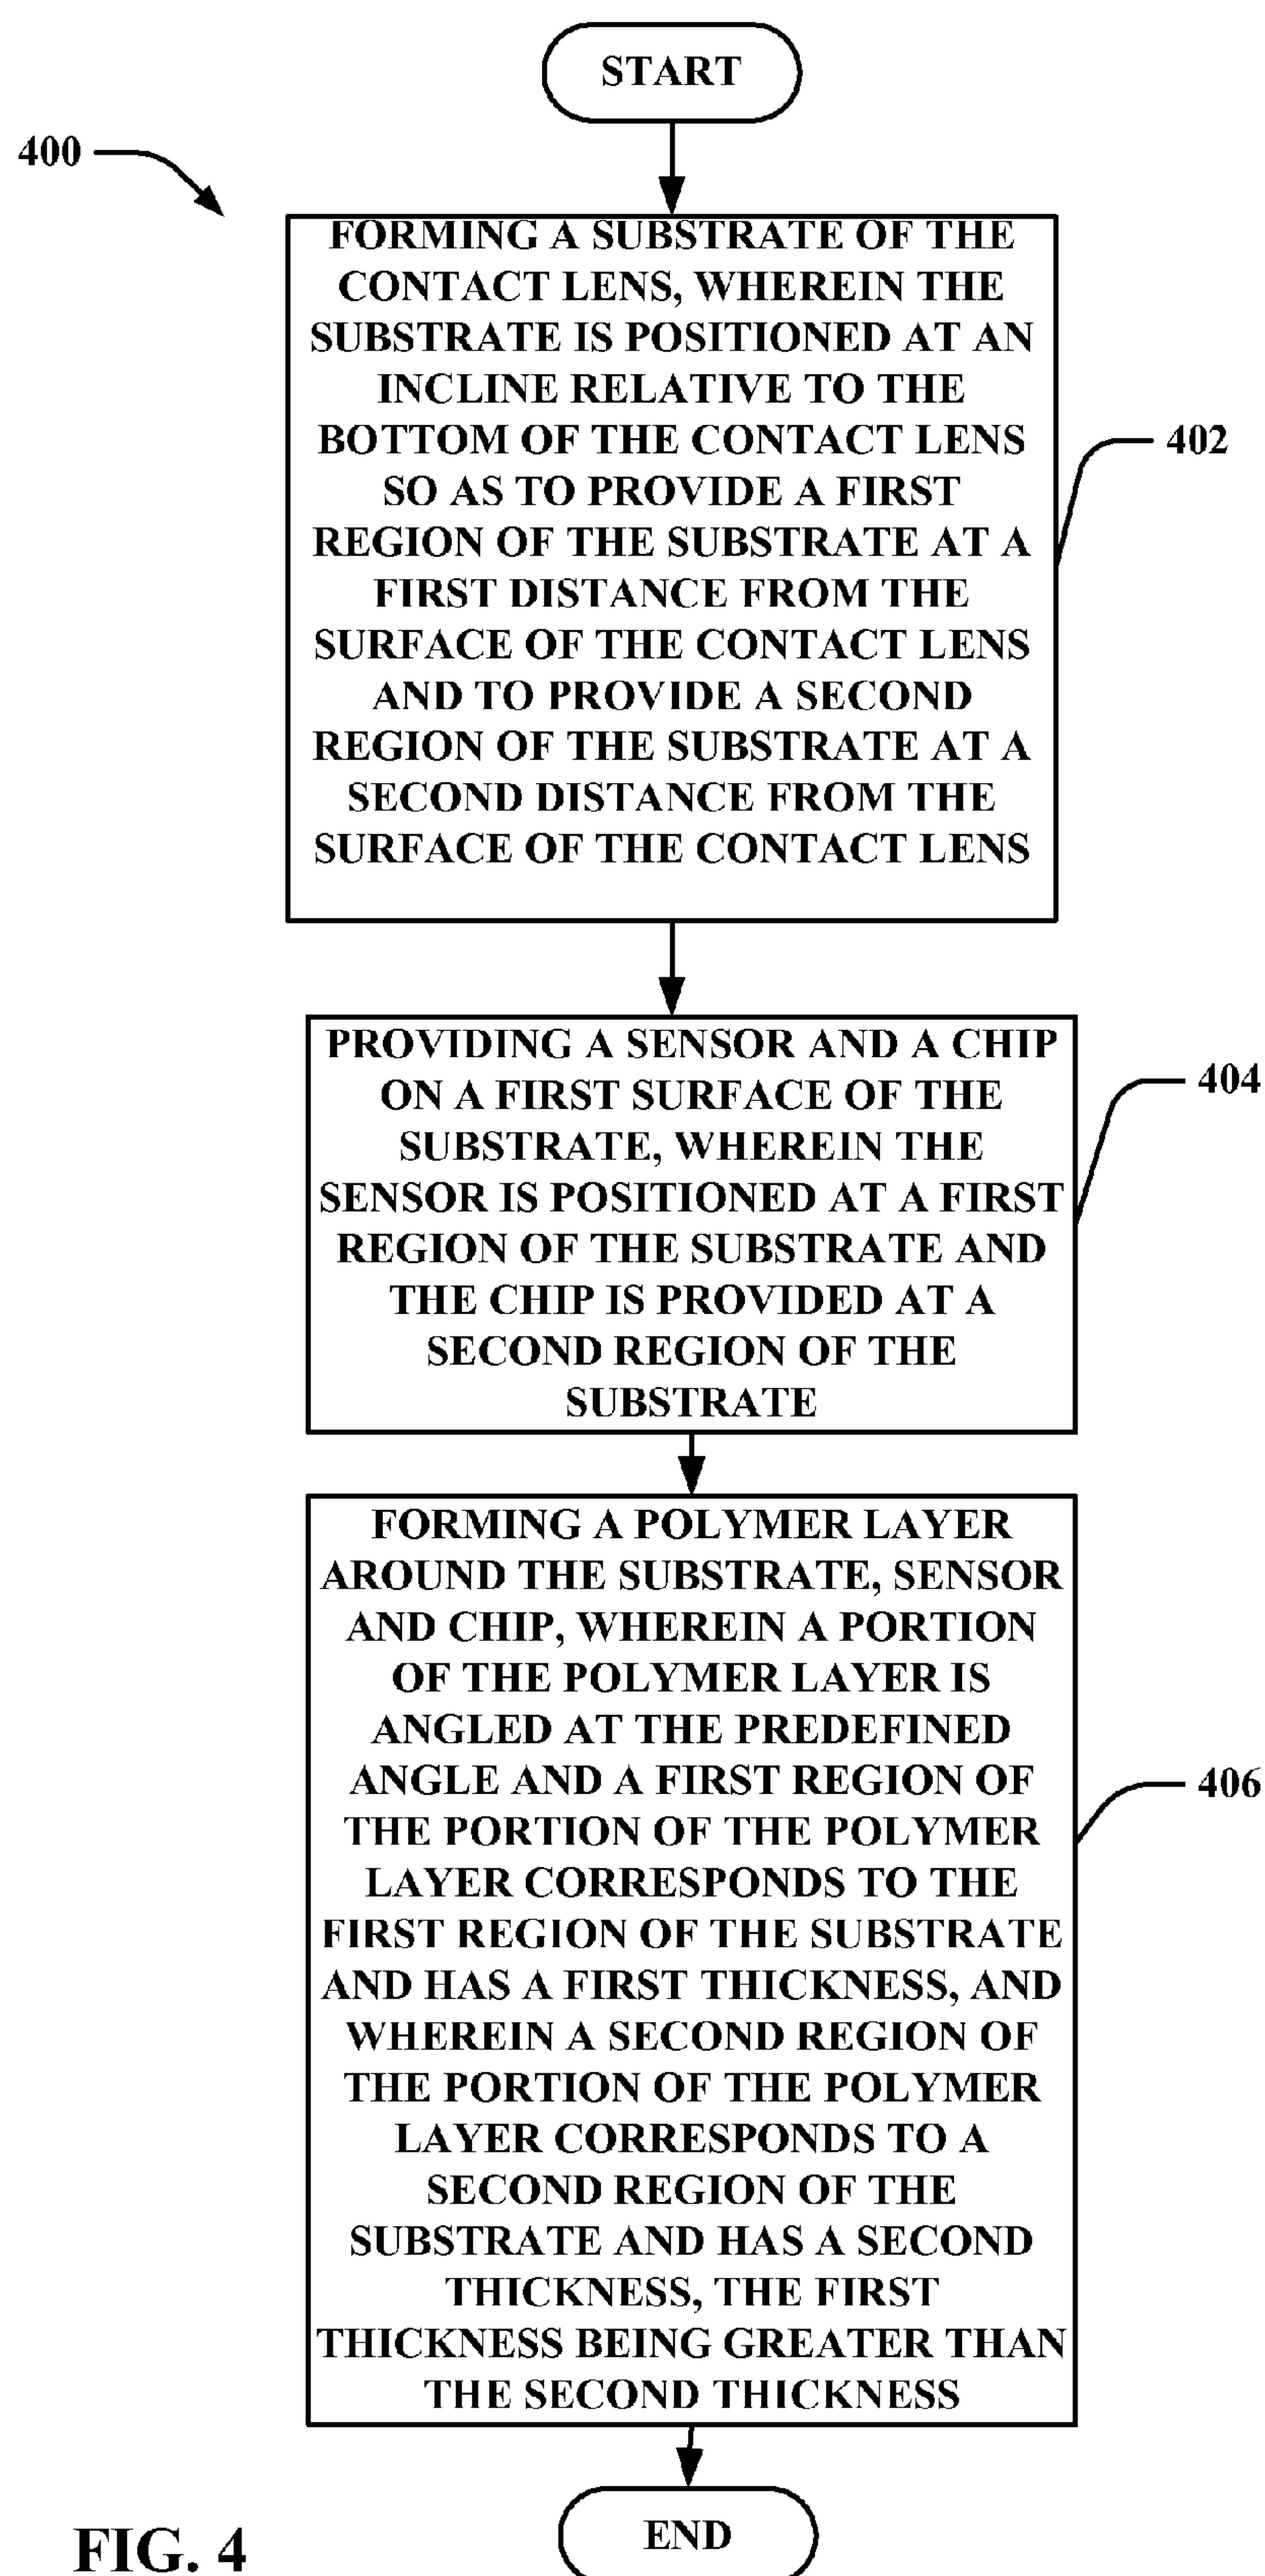 START
400
FORMING A SUBSTRATE OF THE
CONTACT LENS, WHEREIN THE
SUBSTRATE IS POSITIONED AT AN
INCLINE RELATIVE TO THE
BOTTOM OF THE CONTACT LENS
SO AS TO PROVIDE A FIRST
REGION OF THE SUBSTRATE AT A
FIRST DISTANCE FROM THE
SURFACE OF THE CONTACT LENS
AND TO PROVIDE A SECOND
REGION OF THE SUBSTRATE AT A
SECOND DISTANCE FROM THE
SURFACE OF THE CONTACT LENS
402
PROVIDING A SENSOR AND A CHIP
ON A FIRST SURFACE OF THE
SUBSTRATE, WHEREIN THE
SENSOR IS POSITIONED AT A FIRST
REGION OF THE SUBSTRATE AND
THE CHIP IS PROVIDED AT A
SECOND REGION OF THE
SUBSTRATE
404
FORMING A POLYMER LAYER
AROUND THE SUBSTRATE, SENSOR
AND CHIP, WHEREIN A PORTION
OF THE POLYMER LAYER IS
ANGLED AT THE PREDEFINED
ANGLE AND A FIRST REGION OF
THE PORTION OF THE POLYMER
LAYER CORRESPONDS TO THE
FIRST REGION OF THE SUBSTRATE
AND HAS A FIRST THICKNESS, AND
WHEREIN A SECOND REGION OF
THE PORTION OF THE POLYMER
LAYER CORRESPONDS TO A
SECOND REGION OF THE
SUBSTRATE AND HAS A SECOND
THICKNESS, THE FIRST
THICKNESS BEING GREATER THAN
THE SECOND THICKNESS
406
END
FIG. 4